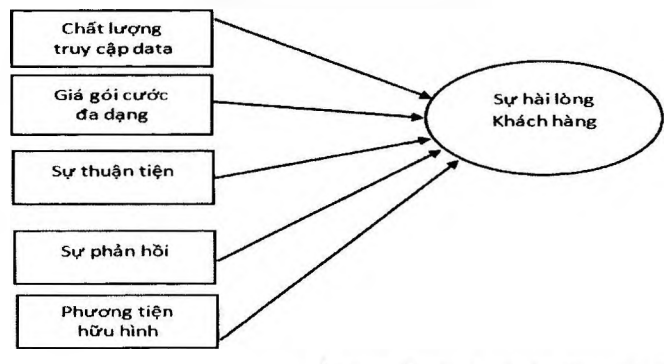 Chất lượng
truy cập data
Giá gói cước
đa dạng
Sự thuận tiện
Sự phản hồi
Phương tiện
hữu hình
Sự hài lòng
Khách hàng